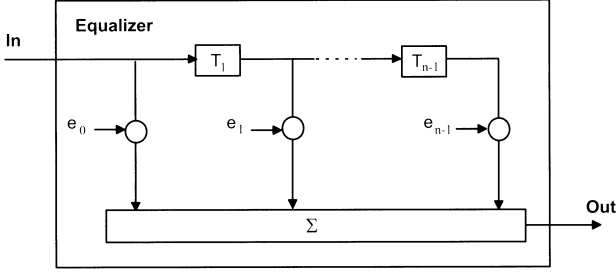 Equalizer
In
T1
Tn-1
e0
e1
en-1
Σ
Out